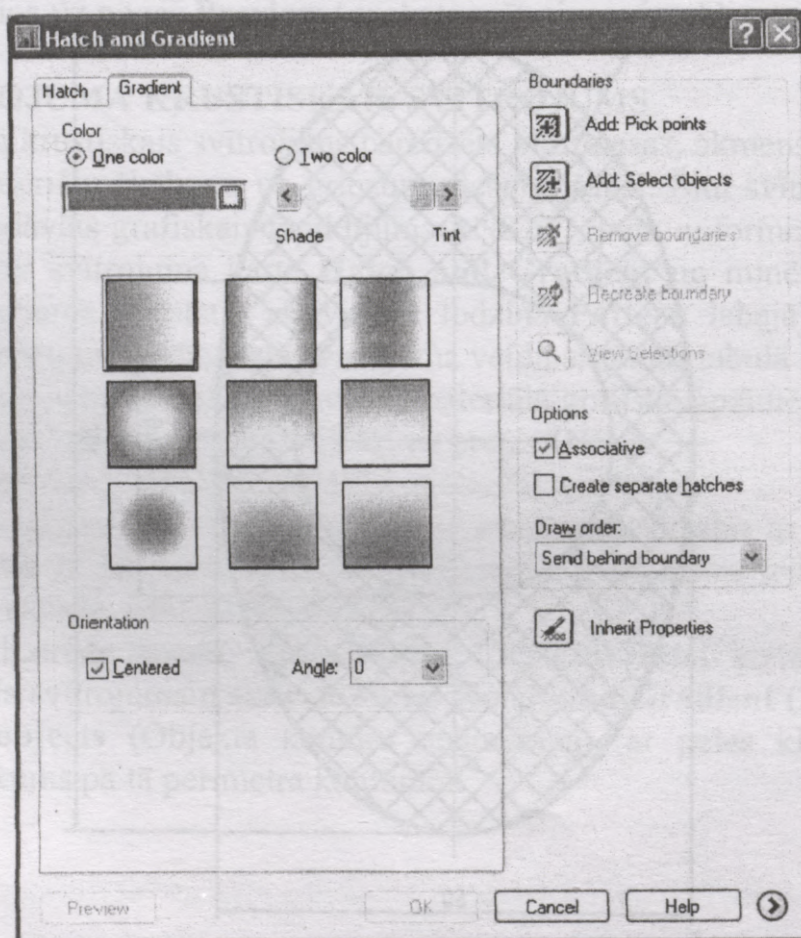 Hatch and Gradient
Hatch
Gradient
Color
One color
Two color
Shade
Tint
Orientation
Centered
Angle: 0
Boundaries
Add: Pick points
Add: Select objects
Remove boundaries
Recreate boundary
View Selections
Options
Associative
Create separate hatches
Draw order:
Send behind boundary
Inherit Properties
Preview
OK
Cancel
Help